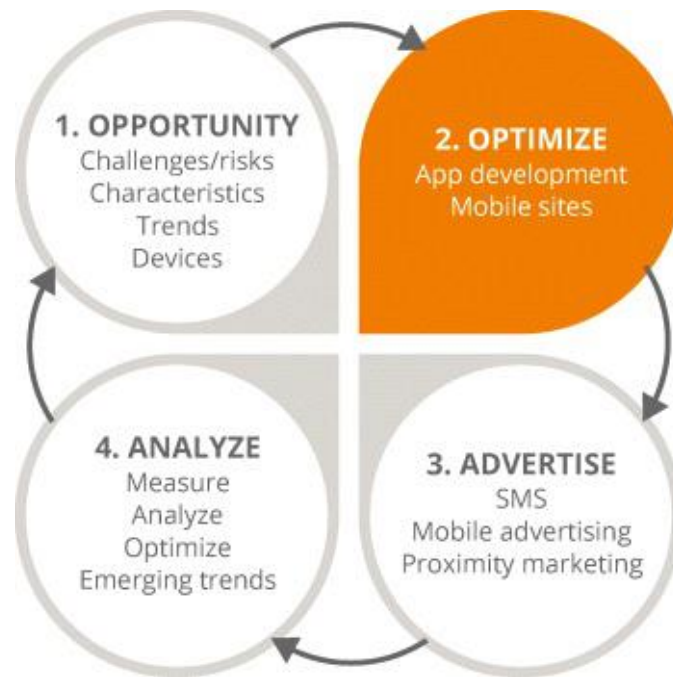 1. OPPORTUNITY
Challenges/risks
Characteristics
Trends
Devices
2. OPTIMIZE
App development
Mobile sites
3. ADVERTISE
SMS
Mobile advertising
Proximity marketing
4. ANALYZE
Measure
Analyze
Optimize
Emerging trends